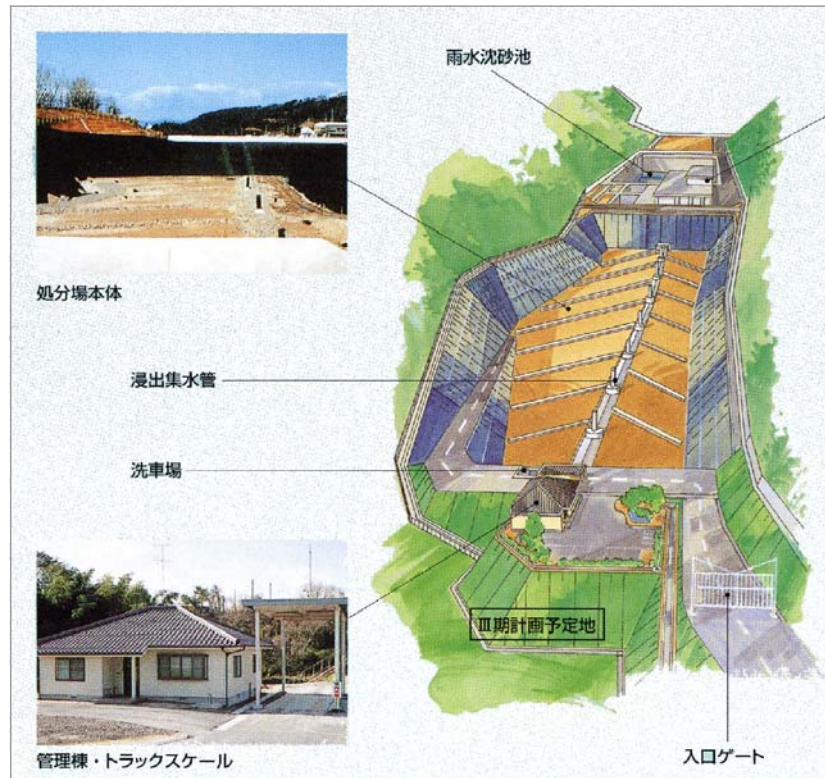 雨水沈砂池
処分場本体
浸出集水管
洗車場
Ⅲ期計画予定地
管理棟・トラックスケール
入口ゲート